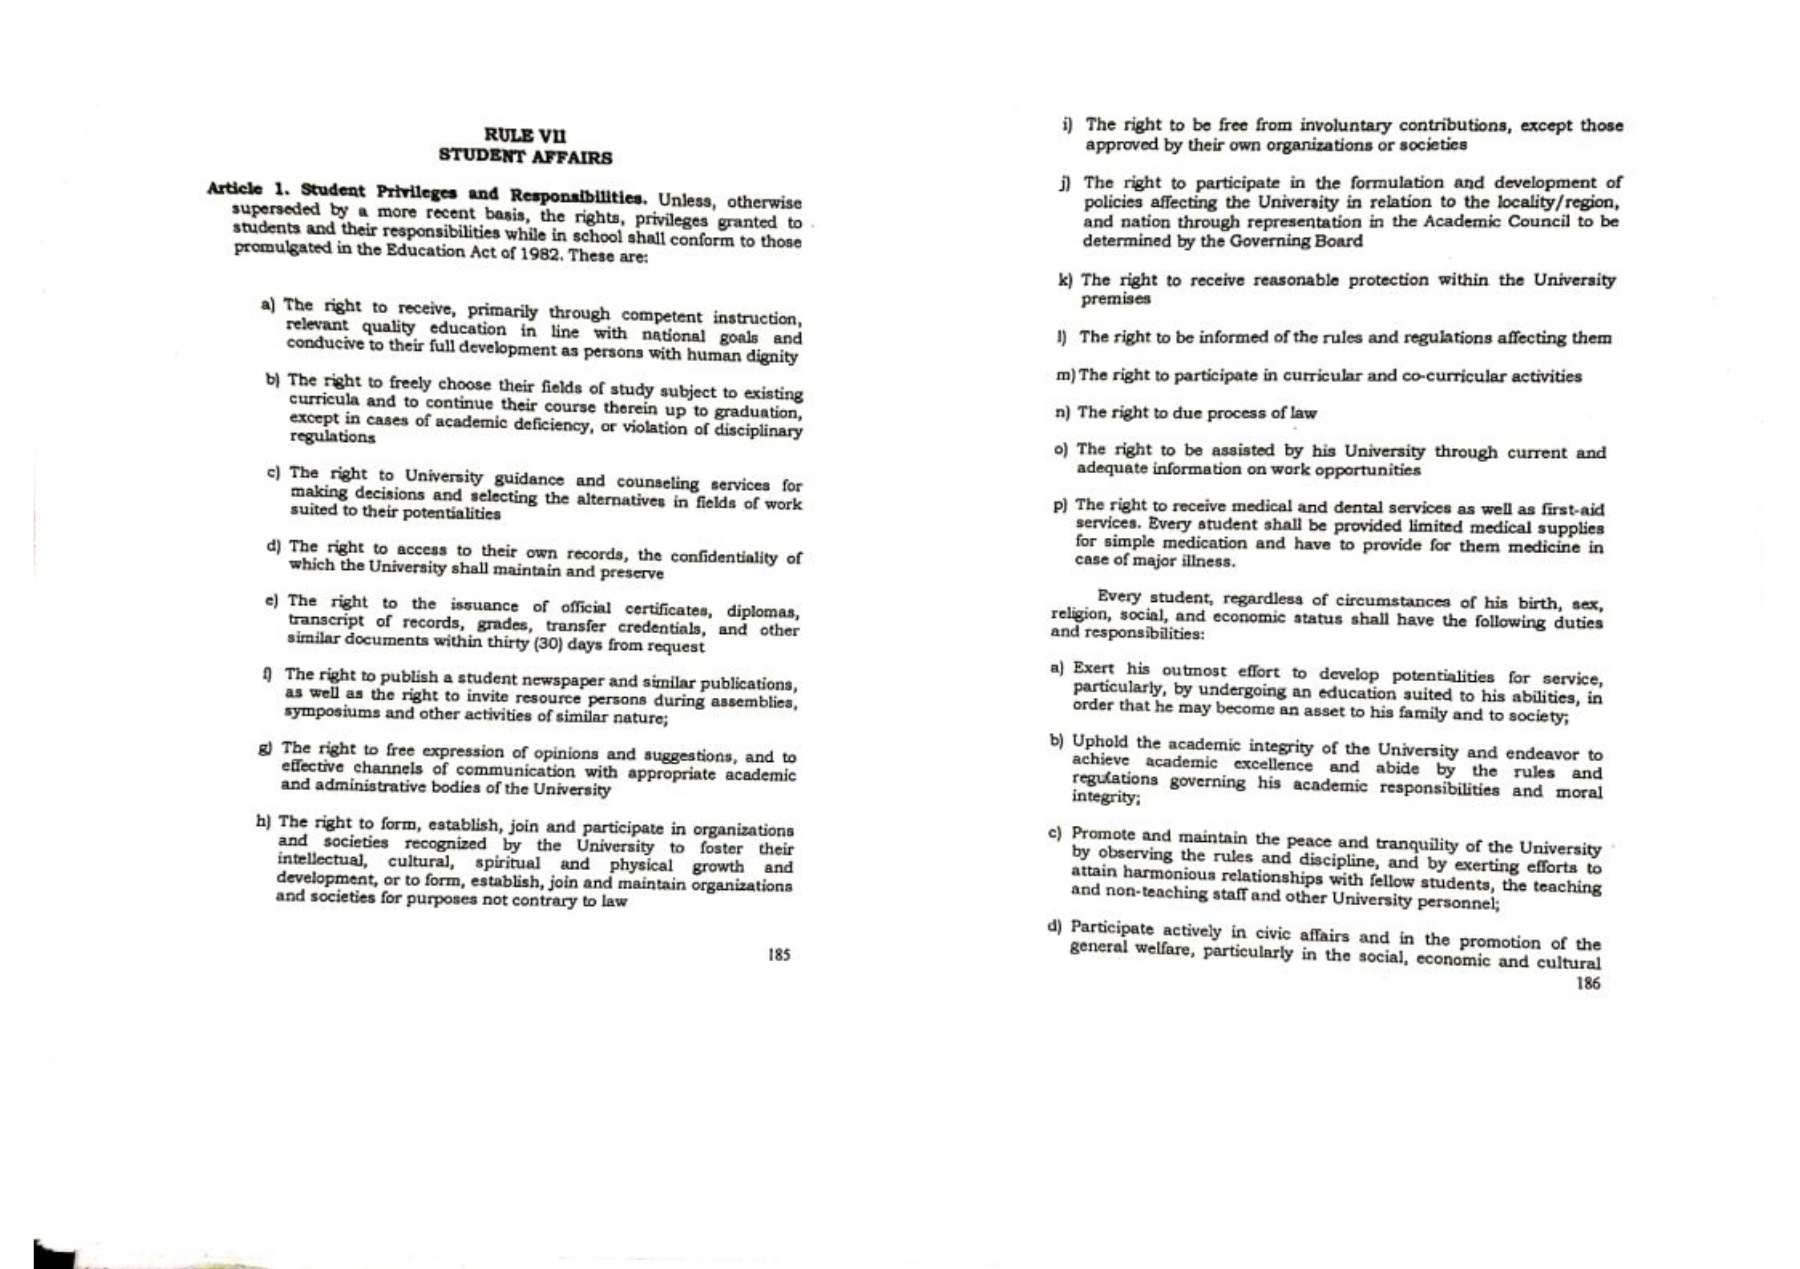 RULE VII
STUDENT AFFAIRS
Article 1. Student Privileges and Responsibilities. Unless, otherwise
superseded by a more recent basis, the rights, privileges granted to
students and their responsibilities while in school shall conform to those
promulgated in the Education Act of 1982. These are:
a) The right to receive, primarily through competent instruction,
relevant quality education in line with national goals and
conducive to their full development as persons with human dignity
b) The right to freely choose their fields of study subject to existing
curricula and to continue their course therein up to graduation,
except in cases of academic deficiency, or violation of disciplinary
regulations
c) The right to University guidance and counseling services for
making decisions and selecting the alternatives in fields of work
suited to their potentialities
d) The right to access to their own records, the confidentiality of
which the University shall maintain and preserve
e) The right to the issuance of official certificates, diplomas,
transcript of records, grades, transfer credentials, and other
similar documents within thirty (30) days from request
f) The right to publish a student newspaper and similar publications,
as well as the right to invite resource persons during assemblies,
symposiums and other activities of similar nature;
g) The right to free expression of opinions and suggestions, and to
effective channels of communication with appropriate academic
and administrative bodies of the University
h) The right to form, establish, join and participate in organizations
and societies recognized by the University to foster their
intellectual, cultural, spiritual and physical growth and
development, or to form, establish, join and maintain organizations
and societies for purposes not contrary to law
185
i) The right to be free from involuntary contributions, except those
approved by their own organizations or societies
j) The right to participate in the formulation and development of
policies affecting the University in relation to the locality/region,
and nation through representation in the Academic Council to be
determined by the Governing Board
k) The right to receive reasonable protection within the University
premises
l) The right to be informed of the rules and regulations affecting them
m) The right to participate in curricular and co-curricular activities
n) The right to due process of law
o) The right to be assisted by his University through current and
adequate information on work opportunities
p) The right to receive medical and dental services as well as first-aid
services. Every student shall be provided limited medical supplies
for simple medication and have to provide for them medicine in
case of major illness.
Every student, regardless of circumstances of his birth, sex,
religion, social, and economic status shall have the following duties
and responsibilities:
a) Exert his outmost effort to develop potentialities for service,
particularly, by undergoing an education suited to his abilities, in
order that he may become an asset to his family and to society;
b) Uphold the academic integrity of the University and endeavor to
achieve academic excellence and abide by the rules and
regulations governing his academic responsibilities and moral
integrity;
c) Promote and maintain the peace and tranquility of the University
by observing the rules and discipline, and by exerting efforts to
attain harmonious relationships with fellow students, the teaching
and non-teaching staff and other University personnel;
d) Participate actively in civic affairs and in the promotion of the
general welfare, particularly in the social, economic and cultural
186